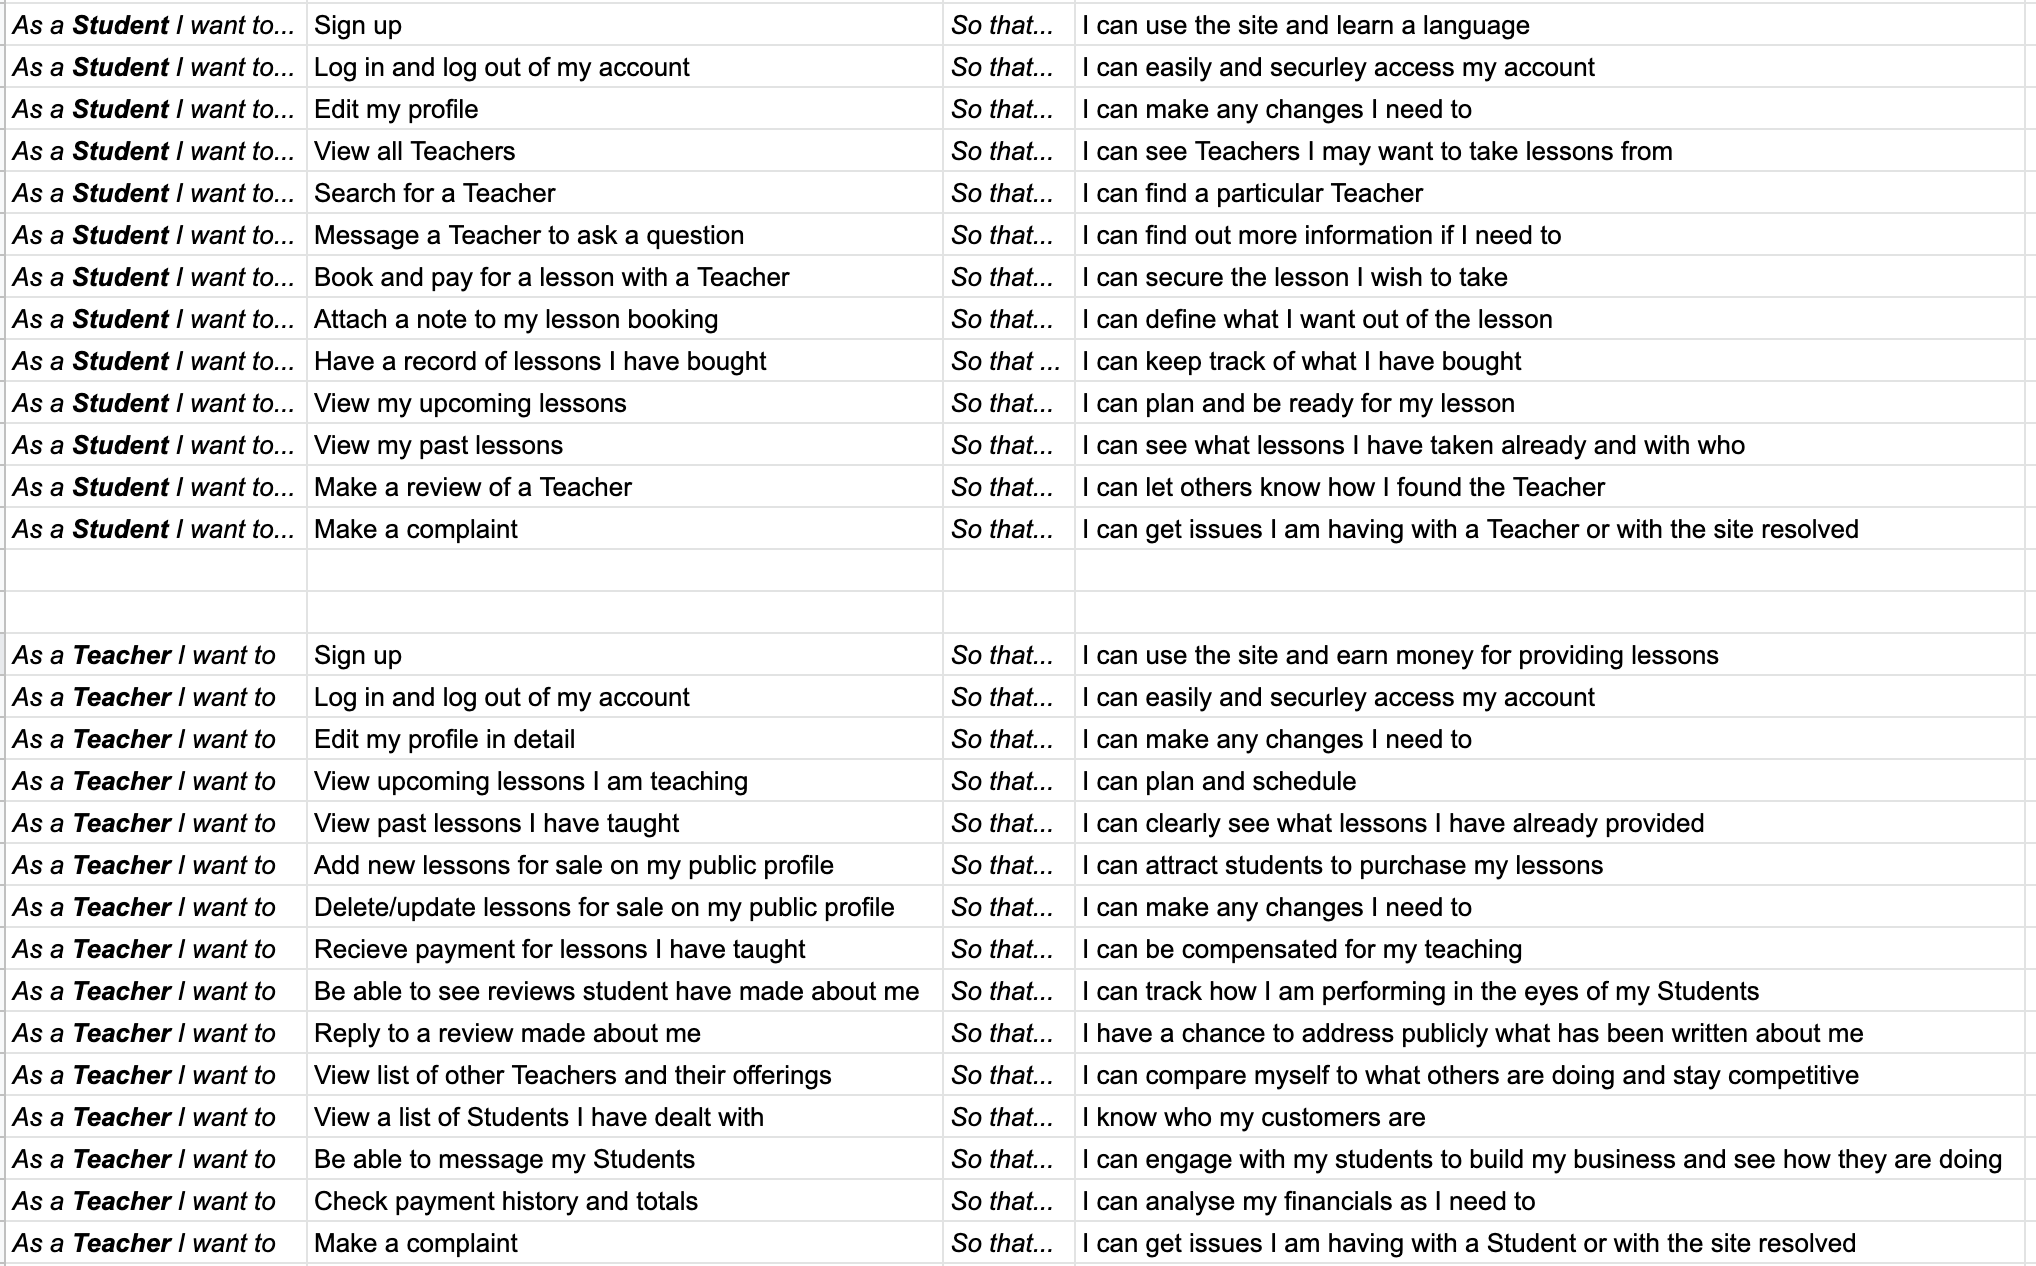 As a Student I want to... Sign up So that... I can use the site and learn a language
As a Student I want to... Log in and log out of my account So that... I can easily and securley access my account
As a Student I want to... Edit my profile So that... I can make any changes I need to
As a Student I want to... View all Teachers So that... I can see Teachers I may want to take lessons from
As a Student I want to... Search for a Teacher So that... I can find a particular Teacher
As a Student I want to... Message a Teacher to ask a question So that... I can find out more information if I need to
As a Student I want to... Book and pay for a lesson with a Teacher So that... I can secure the lesson I wish to take
As a Student I want to... Attach a note to my lesson booking So that... I can define what I want out of the lesson
As a Student I want to... Have a record of lessons I have bought So that ... I can keep track of what I have bought
As a Student I want to... View my upcoming lessons So that... I can plan and be ready for my lesson
As a Student I want to... View my past lessons So that... I can see what lessons I have taken already and with who
As a Student I want to... Make a review of a Teacher So that... I can let others know how I found the Teacher
As a Student I want to... Make a complaint So that... I can get issues I am having with a Teacher or with the site resolved
As a Teacher I want to Sign up So that... I can use the site and earn money for providing lessons
As a Teacher I want to Log in and log out of my account So that... I can easily and securley access my account
As a Teacher I want to Edit my profile in detail So that... I can make any changes I need to
As a Teacher I want to View upcoming lessons I am teaching So that... I can plan and schedule
As a Teacher I want to View past lessons I have taught So that... I can clearly see what lessons I have already provided
As a Teacher I want to Add new lessons for sale on my public profile So that... I can attract students to purchase my lessons
As a Teacher I want to Delete/update lessons for sale on my public profile So that... I can make any changes I need to
As a Teacher I want to Recieve payment for lessons I have taught So that... I can be compensated for my teaching
As a Teacher I want to Be able to see reviews student have made about me So that... I can track how I am performing in the eyes of my Students
As a Teacher I want to Reply to a review made about me So that... I have a chance to address publicly what has been written about me
As a Teacher I want to View list of other Teachers and their offerings So that... I can compare myself to what others are doing and stay competitive
As a Teacher I want to View a list of Students I have dealt with So that... I know who my customers are
As a Teacher I want to Be able to message my Students So that... I can engage with my students to build my business and see how they are doing
As a Teacher I want to Check payment history and totals So that... I can analyse my financials as I need to
As a Teacher I want to Make a complaint So that... I can get issues I am having with a Student or with the site resolved